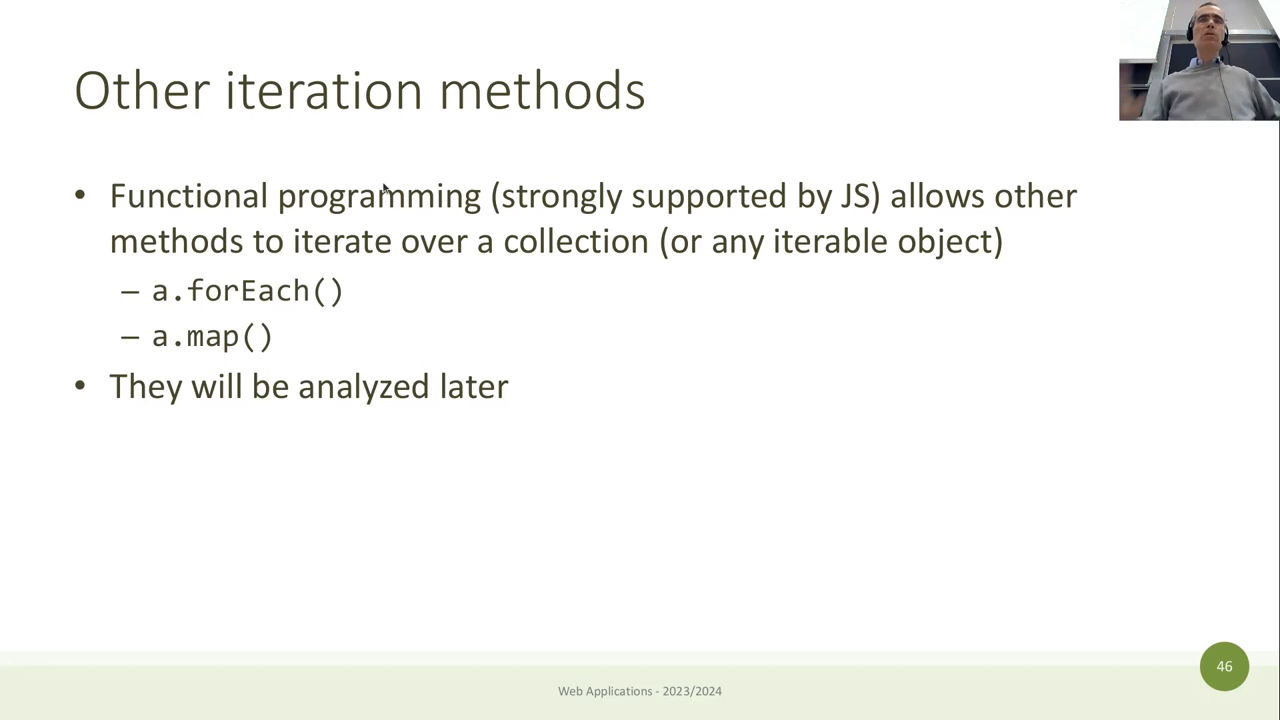 Other iteration methods
• Functional programming (strongly supported by JS) allows other
methods to iterate over a collection (or any iterable object)
– a.forEach()
– a.map()
• They will be analyzed later
46
Web Applications - 2023/2024